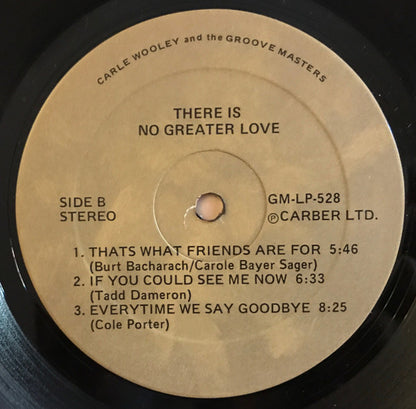 CARLE WOOLEY and the GROOVE MASTERS
THERE IS
NO GREATER LOVE
SIDE B
STEREO
GM-LP-528
℗CARBER LTD.
1. THATS WHAT FRIENDS ARE FOR 5:46
(Burt Bacharach/Carole Bayer Sager)
2. IF YOU COULD SEE ME NOW 6:33
(Tadd Dameron)
3. EVERYTIME WE SAY GOODBYE 8:25
(Cole Porter)